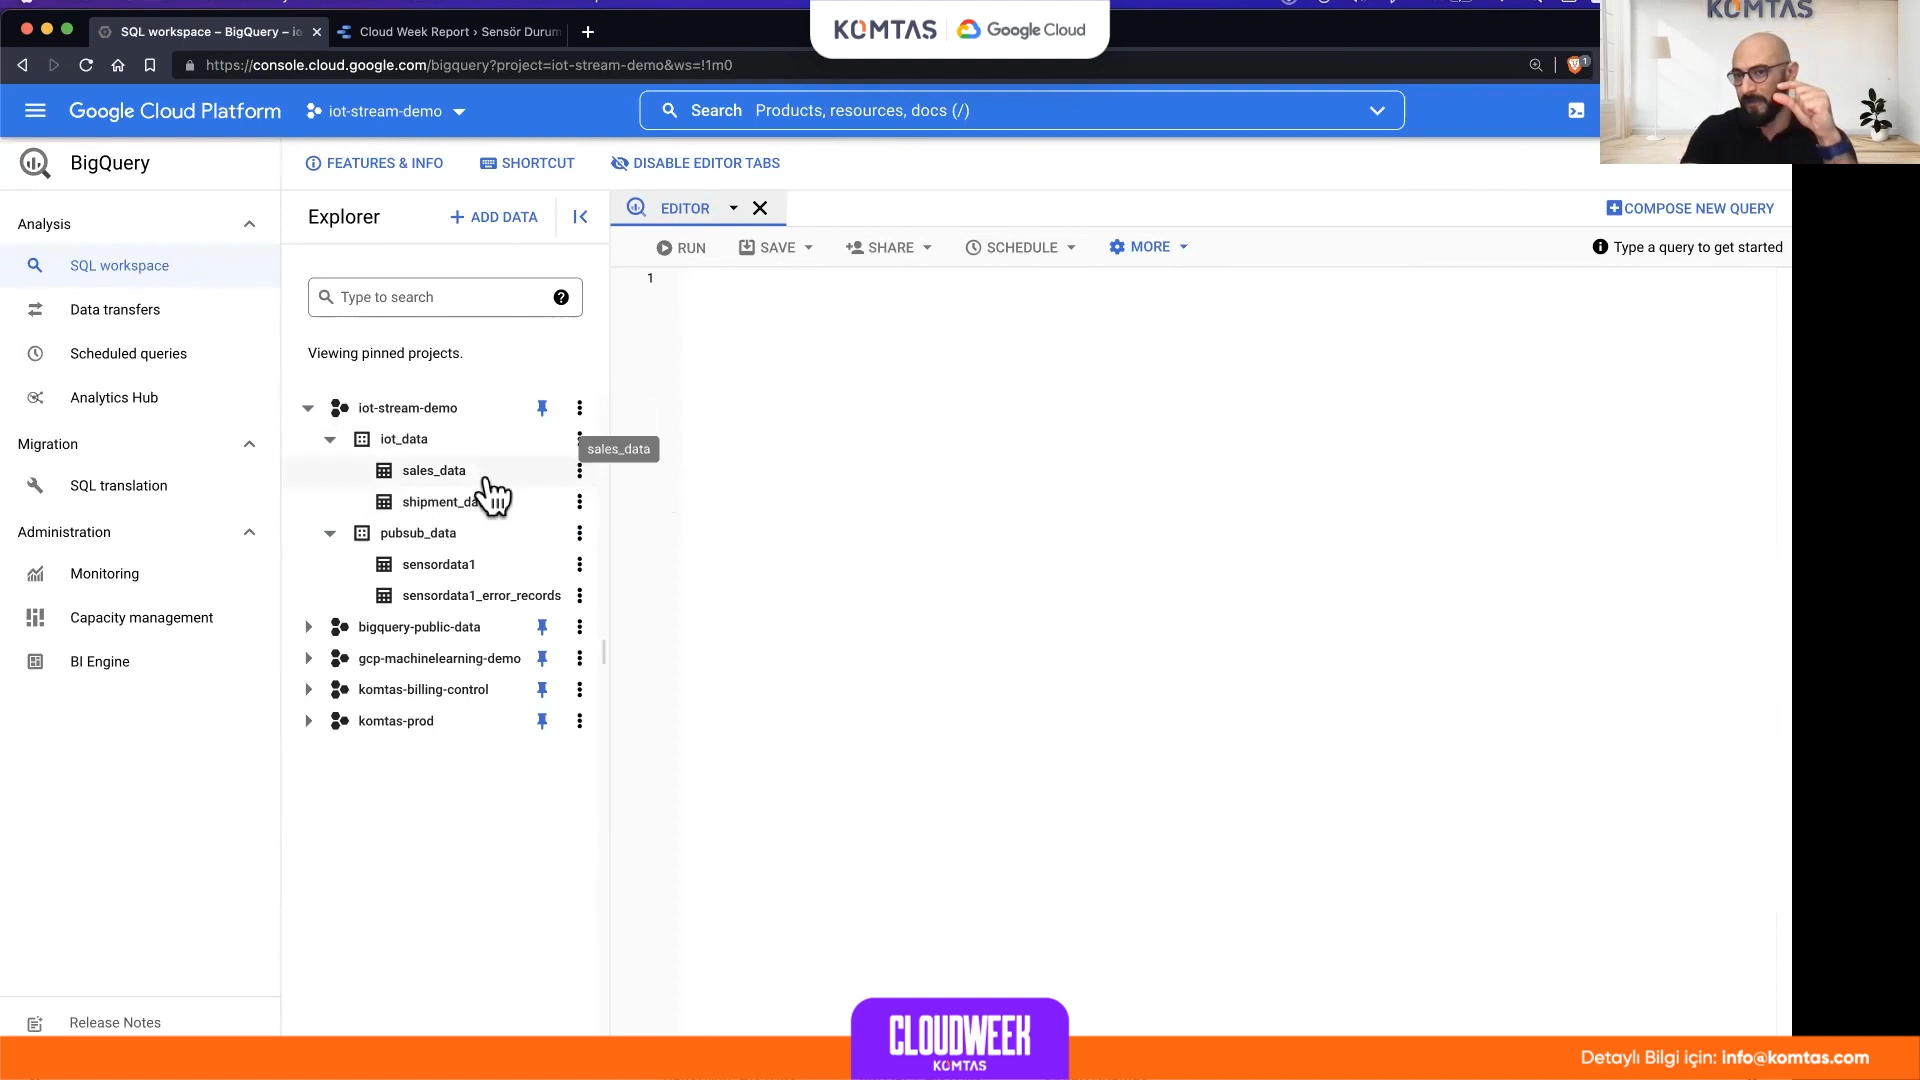 SQL workspace – BigQuery – io
Cloud Week Report › Sensör Durum
KOMTAS
Google Cloud
KOMTAS
https://console.cloud.google.com/bigquery?project=iot-stream-demo&ws=!1m0
1
Google Cloud Platform
iot-stream-demo
Search Products, resources, docs (/)
BigQuery
FEATURES & INFO
SHORTCUT
DISABLE EDITOR TABS
Analysis
SQL workspace
Data transfers
Scheduled queries
Analytics Hub
Migration
SQL translation
Administration
Monitoring
Capacity management
BI Engine
Release Notes
Explorer
ADD DATA
Type to search
Viewing pinned projects.
iot-stream-demo
iot_data
sales_data
shipment_da
pubsub_data
sensordata1
sensordata1_error_records
bigquery-public-data
gcp-machinelearning-demo
komtas-billing-control
komtas-prod
sales_data
EDITOR
COMPOSE NEW QUERY
RUN
SAVE
SHARE
SCHEDULE
MORE
Type a query to get started
1
CLOUDWEEK
KOMTAS
Detaylı Bilgi için: info@komtas.com